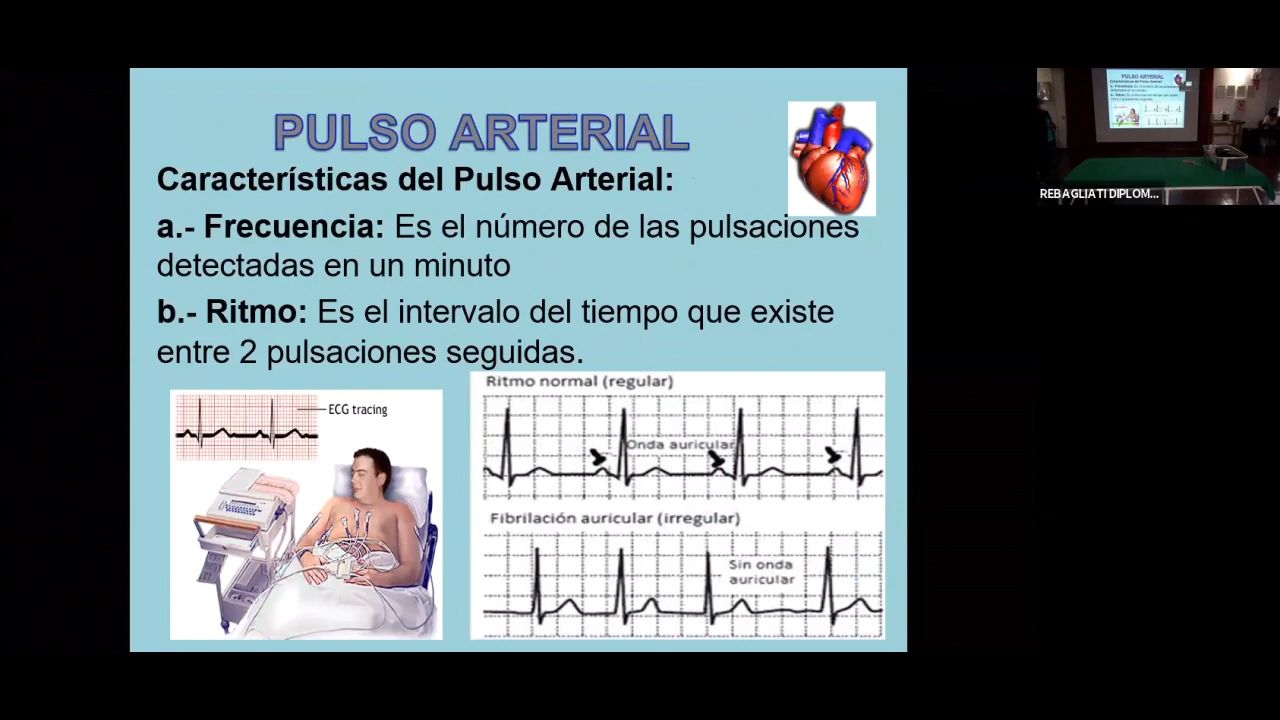 PULSO ARTERIAL
Características del Pulso Arterial:
a.- Frecuencia: Es el número de las pulsaciones
detectadas en un minuto
b.- Ritmo: Es el intervalo del tiempo que existe
entre 2 pulsaciones seguidas.
ECG tracing
Ritmo normal (regular)
Onda auricular
Fibrilación auricular (irregular)
Sin onda
auricular
PULSO ARTERIAL
REBAGLIATI DIPLOM...